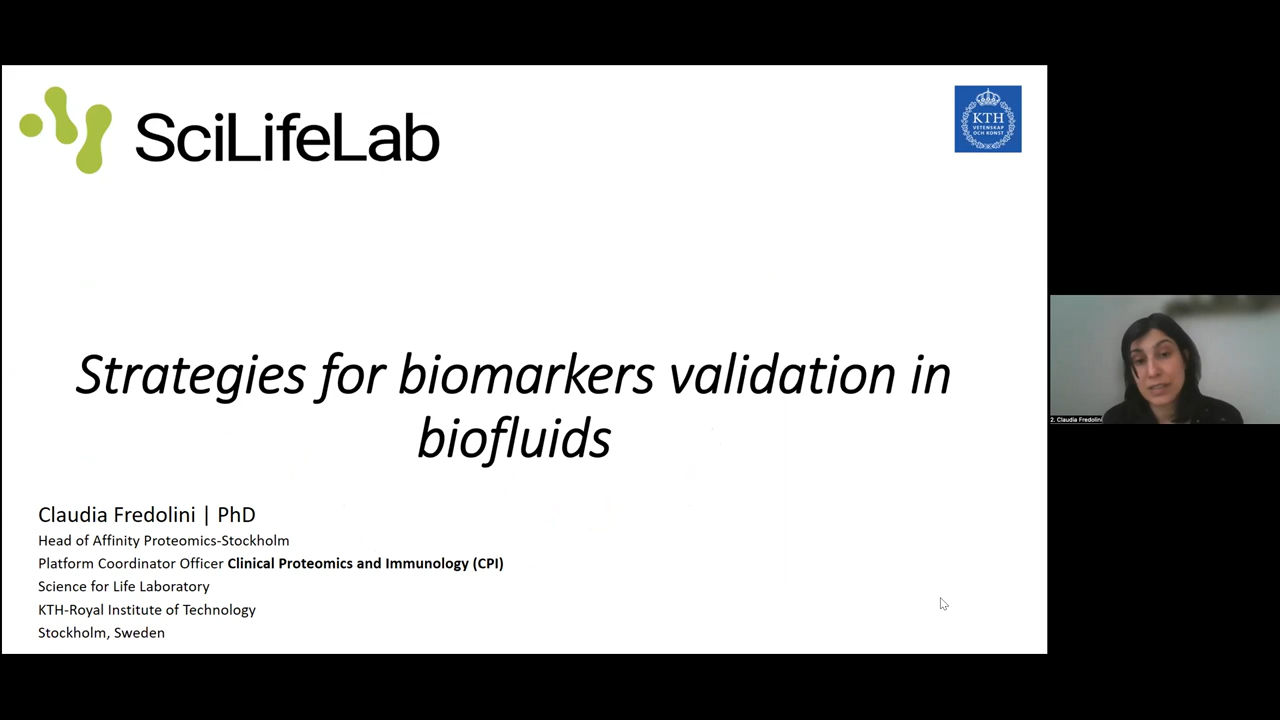 SciLifeLab
KTH
VETENSKAP
OCH KONST
Strategies for biomarkers validation in
biofluids
Claudia Fredolini | PhD
Head of Affinity Proteomics-Stockholm
Platform Coordinator Officer Clinical Proteomics and Immunology (CPI)
Science for Life Laboratory
KTH-Royal Institute of Technology
Stockholm, Sweden
2. Claudia Fredolini